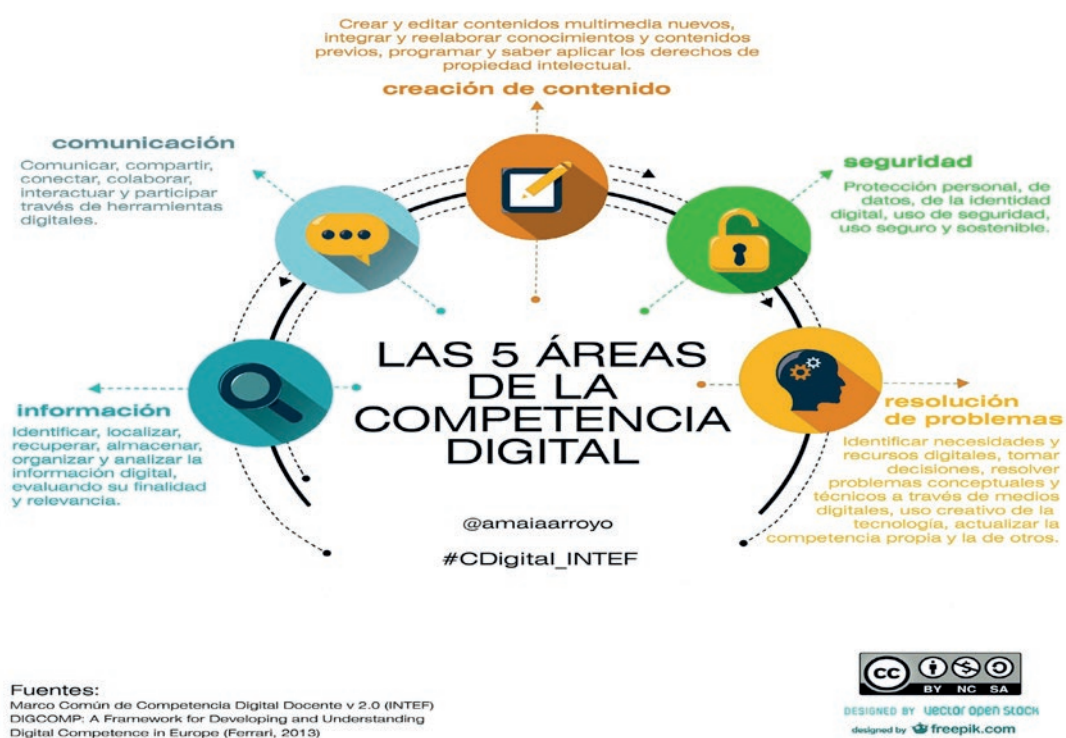 Crear y editar contenidos multimedia nuevos,
integrar y reelaborar conocimientos y contenidos
previos, programar y saber aplicar los derechos de
propiedad intelectual.
creación de contenido
comunicación
Comunicar, compartir,
conectar, colaborar,
interactuar y participar
través de herramientas
digitales.
seguridad
Protección personal, de
datos, de la identidad
digital, uso de seguridad,
uso seguro y sostenible.
información
Identificar, localizar,
recuperar, almacenar,
organizar y analizar la
información digital,
evaluando su finalidad
y relevancia.
LAS 5 ÁREAS
DE LA
COMPETENCIA
DIGITAL
@amaiaarroyo
#CDigital_INTEF
resolución
de problemas
Identificar necesidades y
recursos digitales, tomar
decisiones, resolver
problemas conceptuales y
técnicos a través de medios
digitales, uso creativo de la
tecnología, actualizar la
competencia propia y la de otros.
Fuentes:
Marco Común de Competencia Digital Docente v 2.0 (INTEF)
DIGCOMP: A Framework for Developing and Understanding
Digital Competence in Europe (Ferrari, 2013)
cc
BY NC SA
DESIGNED BY vector open stock
designed by freepik.com